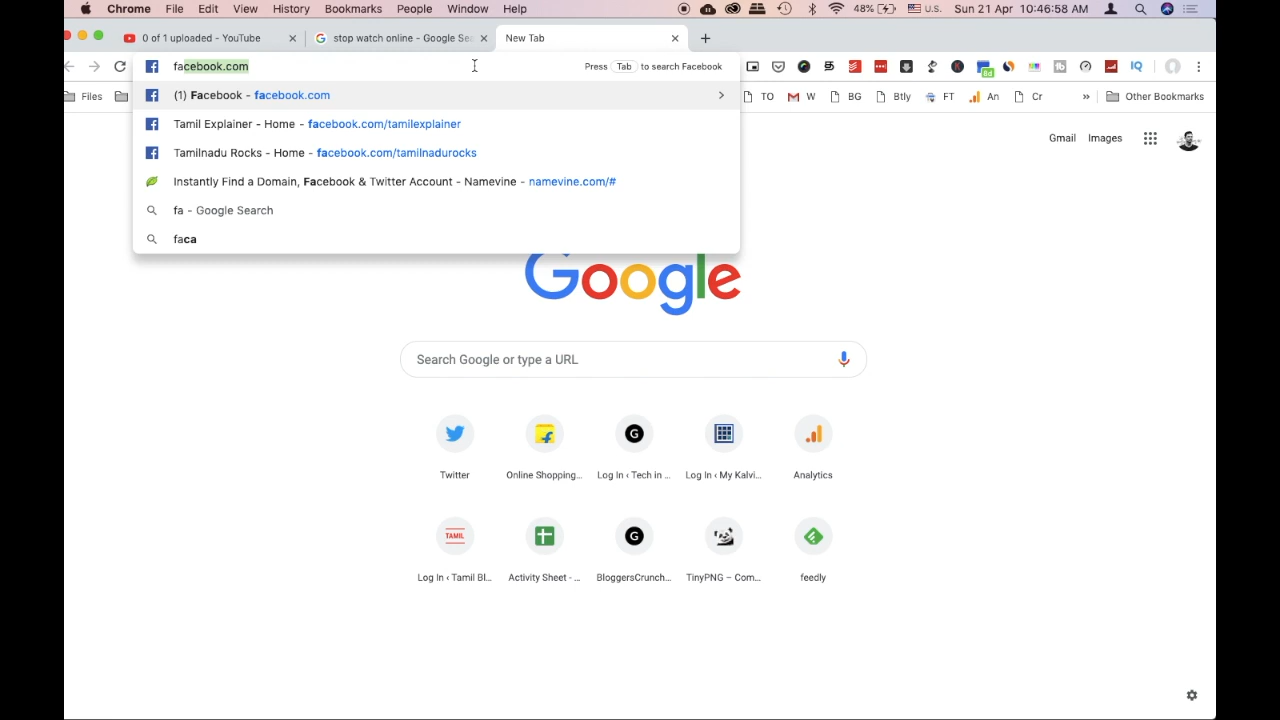 Chrome File Edit View History Bookmarks People Window Help 48% U.S. Sun 21 Apr 10:46:58 AM
0 of 1 uploaded - YouTube stop watch online - Google Sea New Tab
facebook.com Press Tab to search Facebook 8d IQ
Files TO W BG Btly FT An Cr » Other Bookmarks
(1) Facebook - facebook.com
Tamil Explainer - Home - facebook.com/tamilexplainer
Tamilnadu Rocks - Home - facebook.com/tamilnadurocks
Instantly Find a Domain, Facebook & Twitter Account - Namevine - namevine.com/#
fa - Google Search
faca
Gmail Images
Google
Search Google or type a URL
Twitter Online Shopping... Log In ‹ Tech in ... Log In ‹ My Kalvi... Analytics
TAMIL
Log In ‹ Tamil Bl... Activity Sheet - ... BloggersCrunch... TinyPNG – Com... feedly